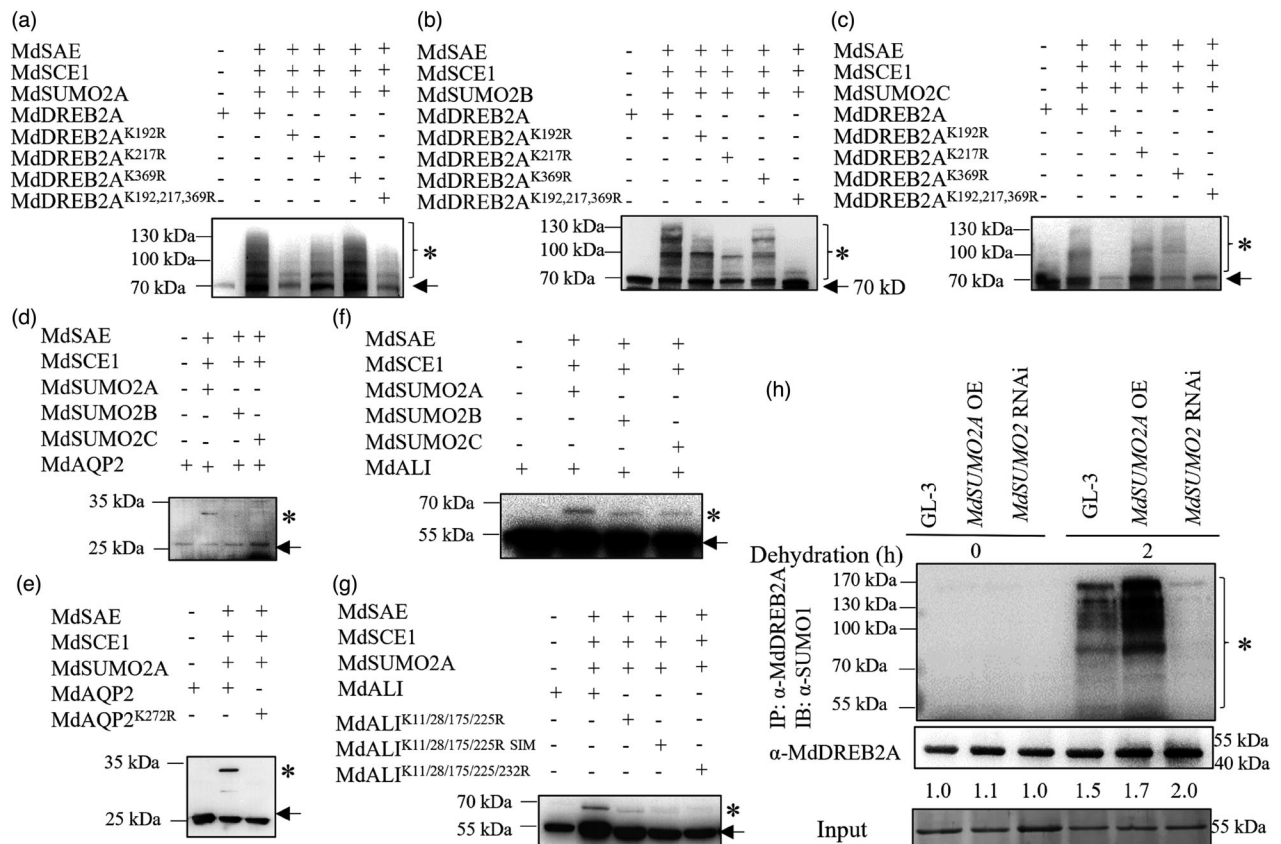 (a)
MdSAE - + + + + +
MdSCE1 - + + + + +
MdSUMO2A - + + + + +
MdDREB2A + + - - - -
MdDREB2A^K192R - - + - - -
MdDREB2A^K217R - - - + - -
MdDREB2A^K369R - - - - + -
MdDREB2A^K192,217,369R - - - - - +
130 kDa
100 kDa
70 kDa
*
(b)
MdSAE - + + + + +
MdSCE1 - + + + + +
MdSUMO2B - + + + + +
MdDREB2A + + - - - -
MdDREB2A^K192R - - + - - -
MdDREB2A^K217R - - - + - -
MdDREB2A^K369R - - - - + -
MdDREB2A^K192,217,369R - - - - - +
130 kDa
100 kDa
70 kDa
*
70 kD
(c)
MdSAE - + + + + +
MdSCE1 - + + + + +
MdSUMO2C - + + + + +
MdDREB2A + + - - - -
MdDREB2A^K192R - - + - - -
MdDREB2A^K217R - - - + - -
MdDREB2A^K369R - - - - + -
MdDREB2A^K192,217,369R - - - - - +
130 kDa
100 kDa
70 kDa
*
(d)
MdSAE - + + +
MdSCE1 - + + +
MdSUMO2A - + - -
MdSUMO2B - - + -
MdSUMO2C - - - +
MdAQP2 + + + +
35 kDa
25 kDa
*
(f)
MdSAE - + + +
MdSCE1 - + + +
MdSUMO2A - + - -
MdSUMO2B - - + -
MdSUMO2C - - - +
MdALI + + + +
70 kDa
55 kDa
*
(e)
MdSAE - + +
MdSCE1 - + +
MdSUMO2A - + +
MdAQP2 + + -
MdAQP2^K272R - - +
35 kDa
25 kDa
*
(g)
MdSAE - + + + +
MdSCE1 - + + + +
MdSUMO2A - + + + +
MdALI + + - - -
MdALI^K11/28/175/225R - - + - -
MdALI^K11/28/175/225R SIM - - - + -
MdALI^K11/28/175/225/232R - - - - +
70 kDa
55 kDa
*
(h)
GL-3
MdSUMO2A OE
MdSUMO2 RNAi
GL-3
MdSUMO2A OE
MdSUMO2 RNAi
Dehydration (h) 0 2
IP: α-MdDREB2A
IB: α-SUMO1
170 kDa
130 kDa
100 kDa
70 kDa
55 kDa
*
α-MdDREB2A
55 kDa
40 kDa
1.0 1.1 1.0 1.5 1.7 2.0
Input
55 kDa